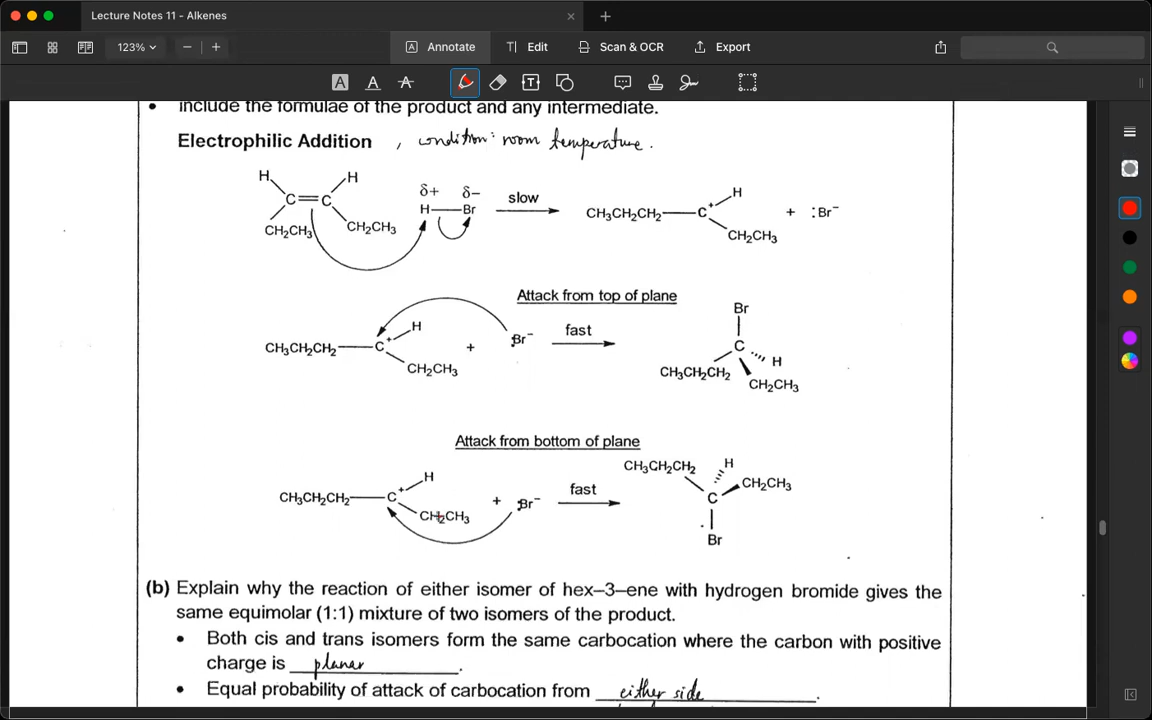 Lecture Notes 11 - Alkenes
123%
Annotate Edit Scan & OCR Export
• include the formulae of the product and any intermediate.
Electrophilic Addition , condition: room temperature.
H H
C C
CH₂CH₃ CH₂CH₃
δ+ δ−
H Br
slow
CH₃CH₂CH₂ C⁺ H
CH₂CH₃
+ :Br⁻
Attack from top of plane
CH₃CH₂CH₂ C⁺ H
CH₂CH₃
+ :Br⁻
fast
Br
C H
CH₃CH₂CH₂ CH₂CH₃
Attack from bottom of plane
CH₃CH₂CH₂ C⁺ H
CH₂CH₃
+ :Br⁻
fast
CH₃CH₂CH₂ H
C CH₂CH₃
Br
(b) Explain why the reaction of either isomer of hex–3–ene with hydrogen bromide gives the
same equimolar (1:1) mixture of two isomers of the product.
• Both cis and trans isomers form the same carbocation where the carbon with positive
charge is planar.
• Equal probability of attack of carbocation from either side.